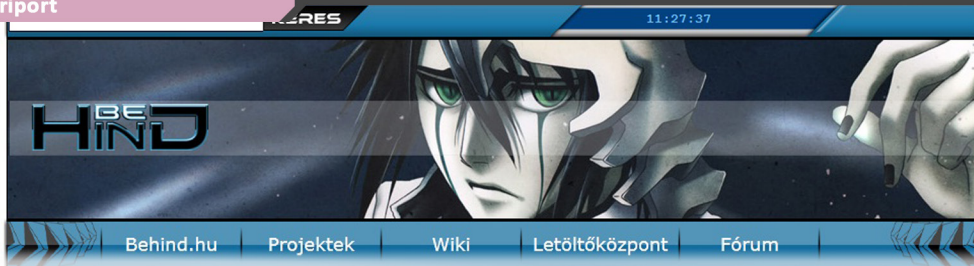 riport
KERES
11:27:37
BE
HIND
Behind.hu Projektek Wiki Letöltőközpont Fórum